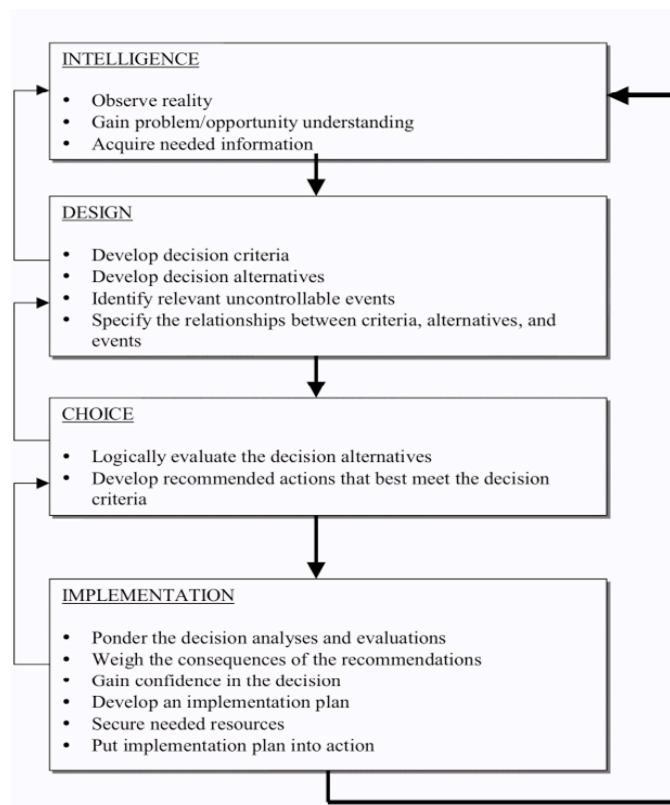 INTELLIGENCE
• Observe reality
• Gain problem/opportunity understanding
• Acquire needed information
DESIGN
• Develop decision criteria
• Develop decision alternatives
• Identify relevant uncontrollable events
• Specify the relationships between criteria, alternatives, and
events
CHOICE
• Logically evaluate the decision alternatives
• Develop recommended actions that best meet the decision
criteria
IMPLEMENTATION
• Ponder the decision analyses and evaluations
• Weigh the consequences of the recommendations
• Gain confidence in the decision
• Develop an implementation plan
• Secure needed resources
• Put implementation plan into action